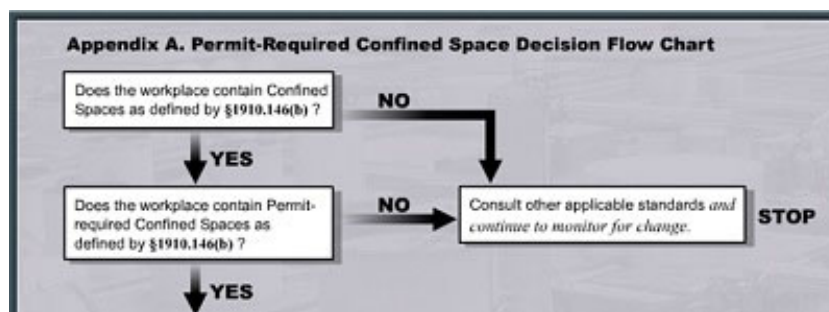 Appendix A. Permit-Required Confined Space Decision Flow Chart
Does the workplace contain Confined
Spaces as defined by §1910.146(b) ?
NO
YES
Does the workplace contain Permit-
required Confined Spaces as
defined by §1910.146(b) ?
NO
Consult other applicable standards and
continue to monitor for change.
STOP
YES